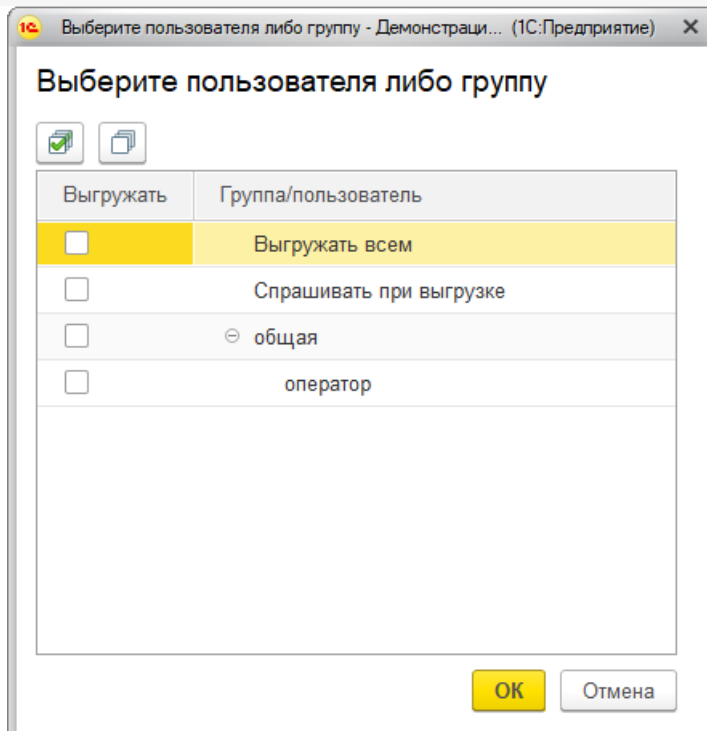 1С Выберите пользователя либо группу - Демонстраци... (1С:Предприятие)
Выберите пользователя либо группу
Выгружать Группа/пользователь
Выгружать всем
Спрашивать при выгрузке
общая
оператор
ОК Отмена